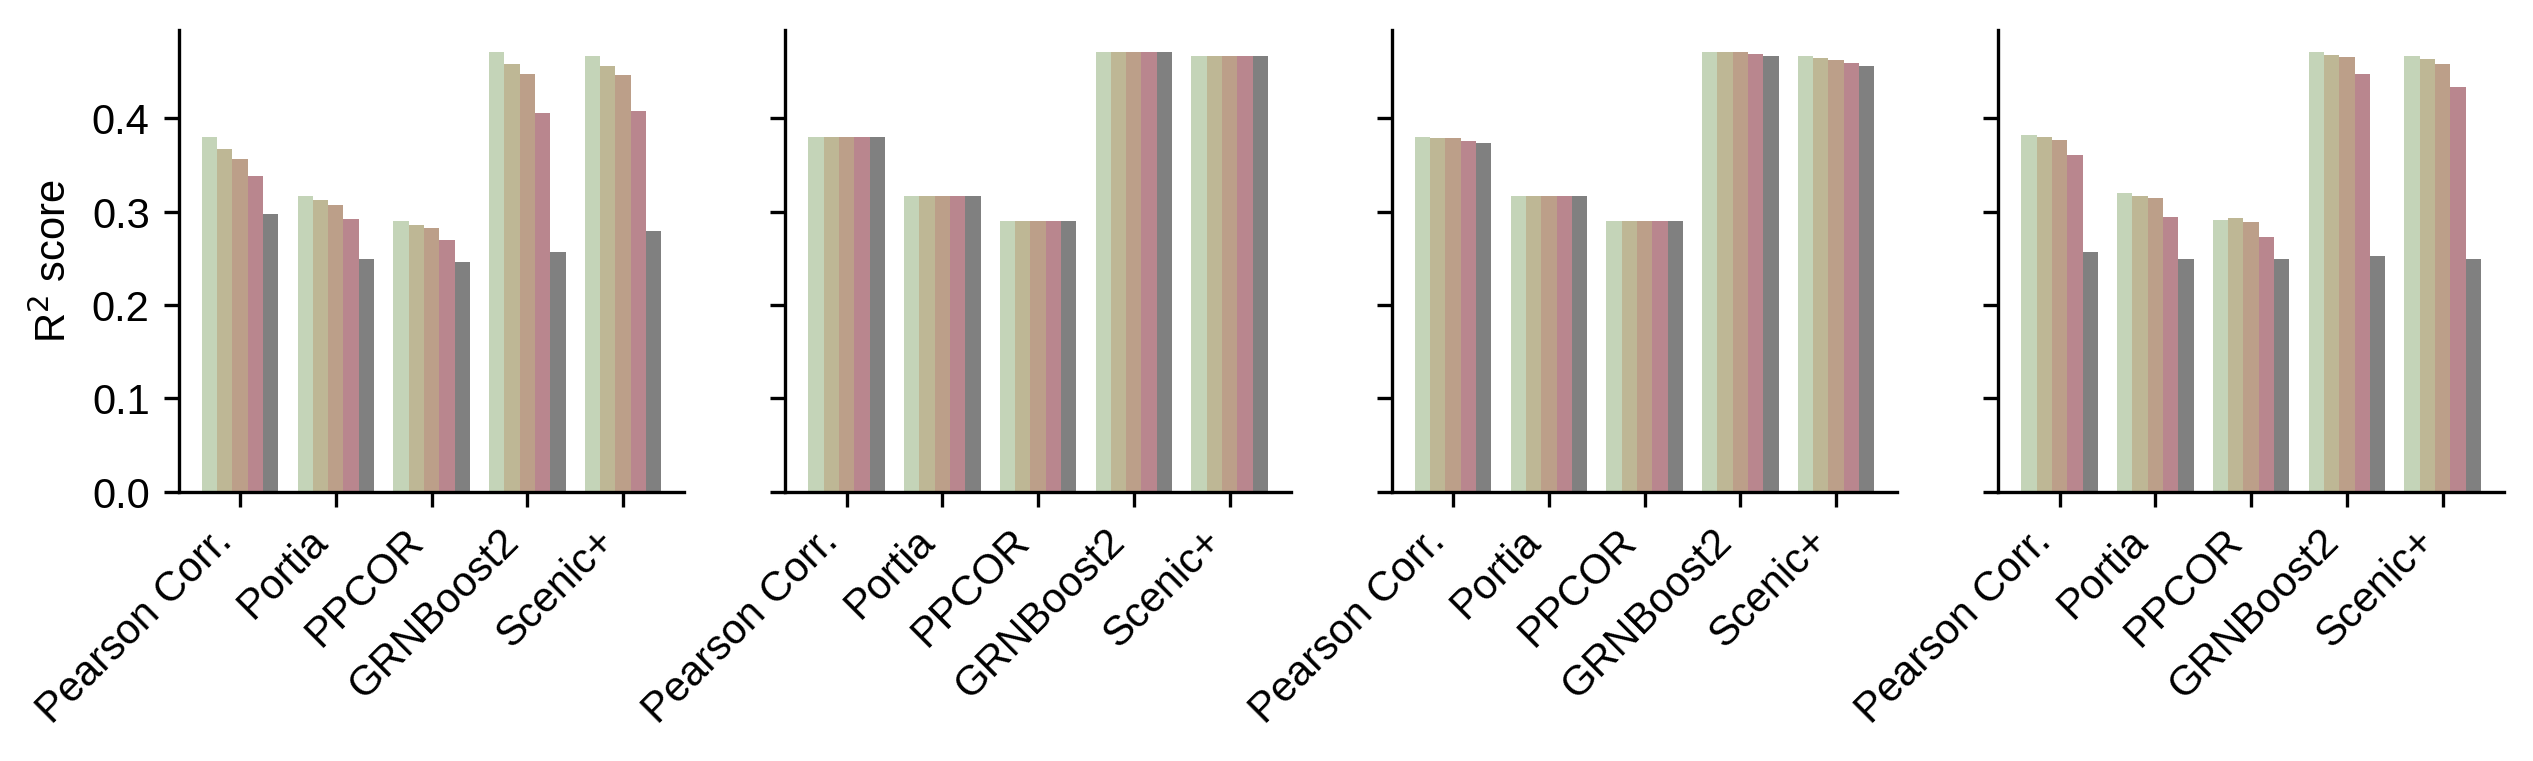 R² score
0.4
0.3
0.2
0.1
0.0
Pearson Corr.
Portia
PPCOR
GRNBoost2
Scenic+
Pearson Corr.
Portia
PPCOR
GRNBoost2
Scenic+
Pearson Corr.
Portia
PPCOR
GRNBoost2
Scenic+
Pearson Corr.
Portia
PPCOR
GRNBoost2
Scenic+